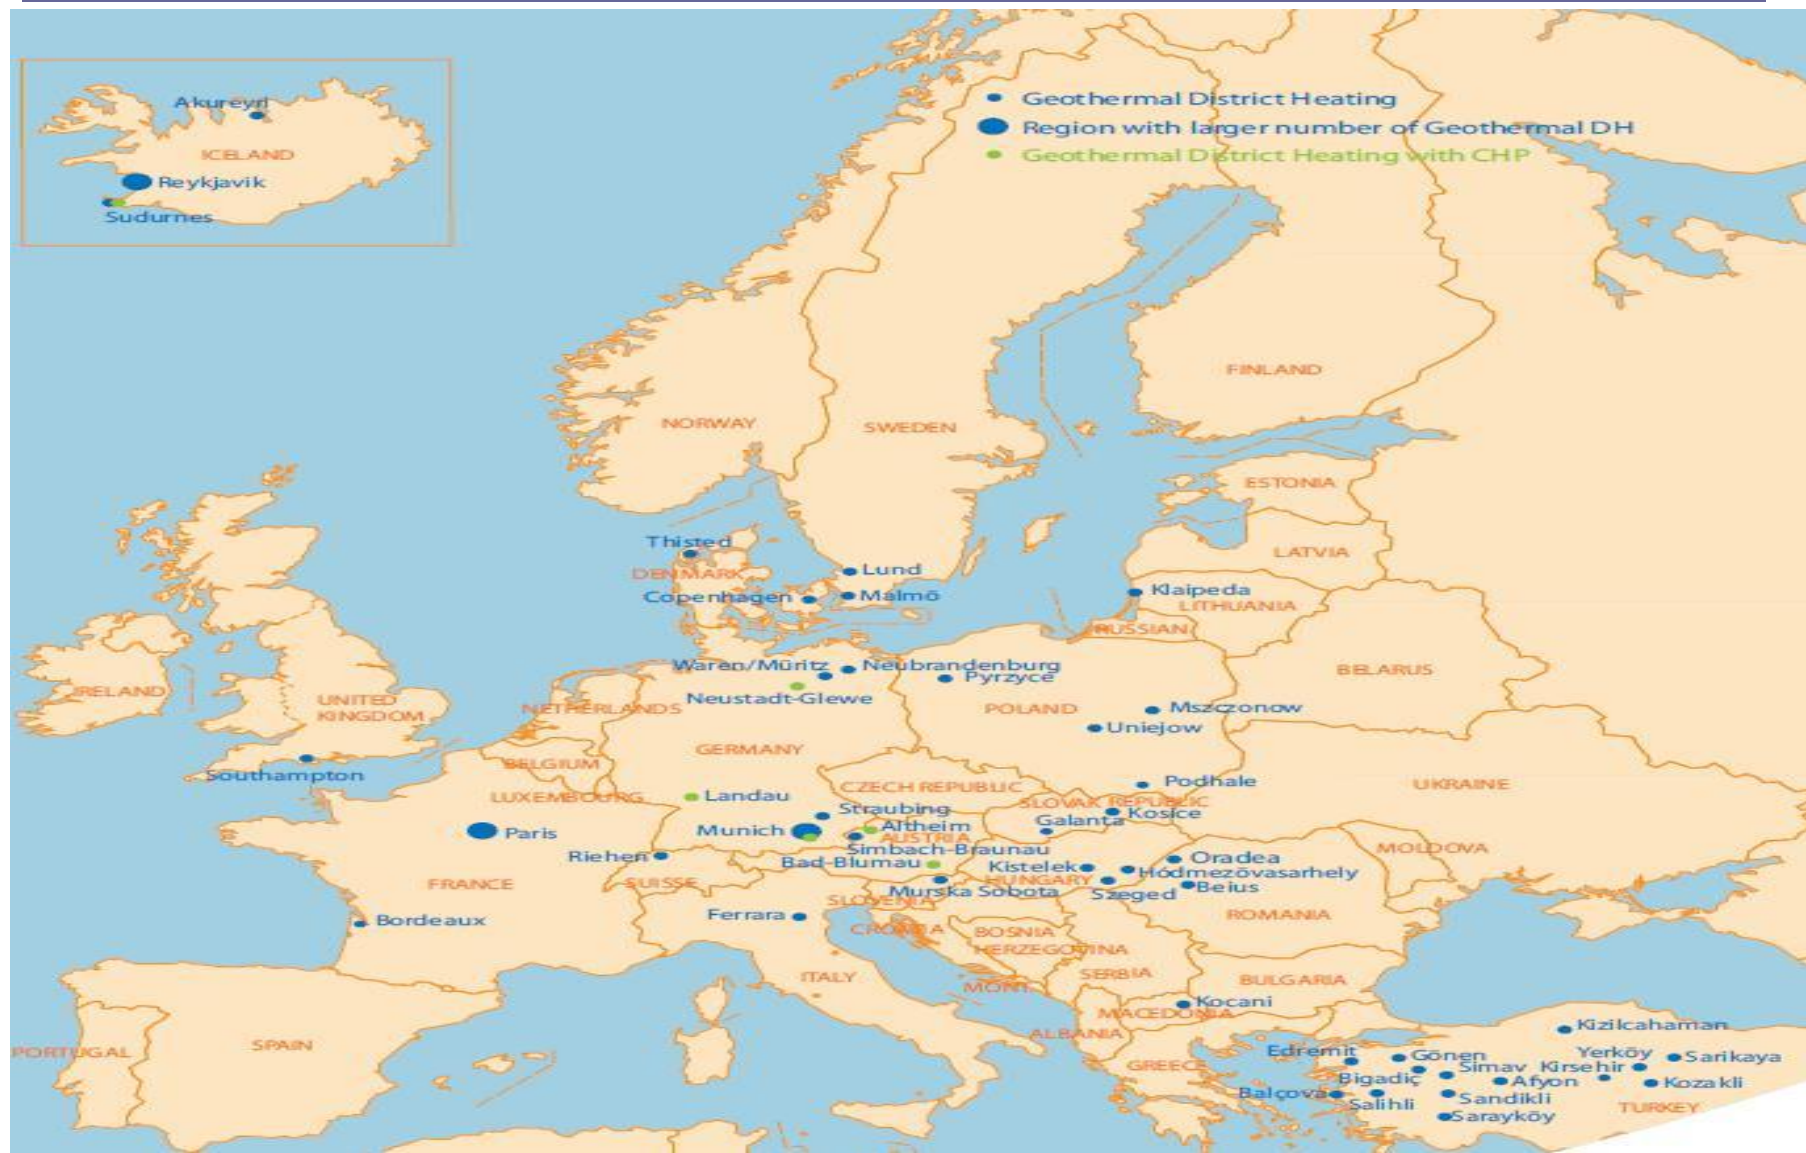 Akureyri
ICELAND
Reykjavik
Sudurnes
Geothermal District Heating
Region with larger number of Geothermal DH
Geothermal District Heating with CHP
FINLAND
NORWAY
SWEDEN
ESTONIA
LATVIA
Thisted
DENMARK
Lund
Copenhagen
Malmö
Klaipeda
LITHUANIA
RUSSIAN
Waren/Müritz
Neubrandenburg
Pyrzyce
BELARUS
IRELAND
UNITED
KINGDOM
NETHERLANDS
Neustadt-Glewe
POLAND
Mszczonow
Uniejow
GERMANY
Southampton
BELGIUM
LUXEMBOURG
Landau
CZECH REPUBLIC
Podhale
UKRAINE
SLOVAK REPUBLIC
Straubing
Galanta
Kosice
Paris
Munich
Altheim
AUSTRIA
Simbach-Braunau
MOLDOVA
Riehen
Bad-Blumau
Kistelek
Oradea
Hódmezövasarhely
FRANCE
SUISSE
HUNGARY
Murska Sobota
Szeged
Beius
SLOVENIA
Bordeaux
Ferrara
CROATIA
BOSNIA
HERZEGOVINA
ROMANIA
ITALY
SERBIA
BULGARIA
MONT.
Kocani
MACEDONIA
ALBANIA
PORTUGAL
SPAIN
GREECE
Kizilcahaman
Edremit
Gönen
Yerköy
Sarikaya
Simav
Kirsehir
Bigadiç
Afyon
Kozakli
Balçova
Salihli
Sandikli
TURKEY
Sarayköy